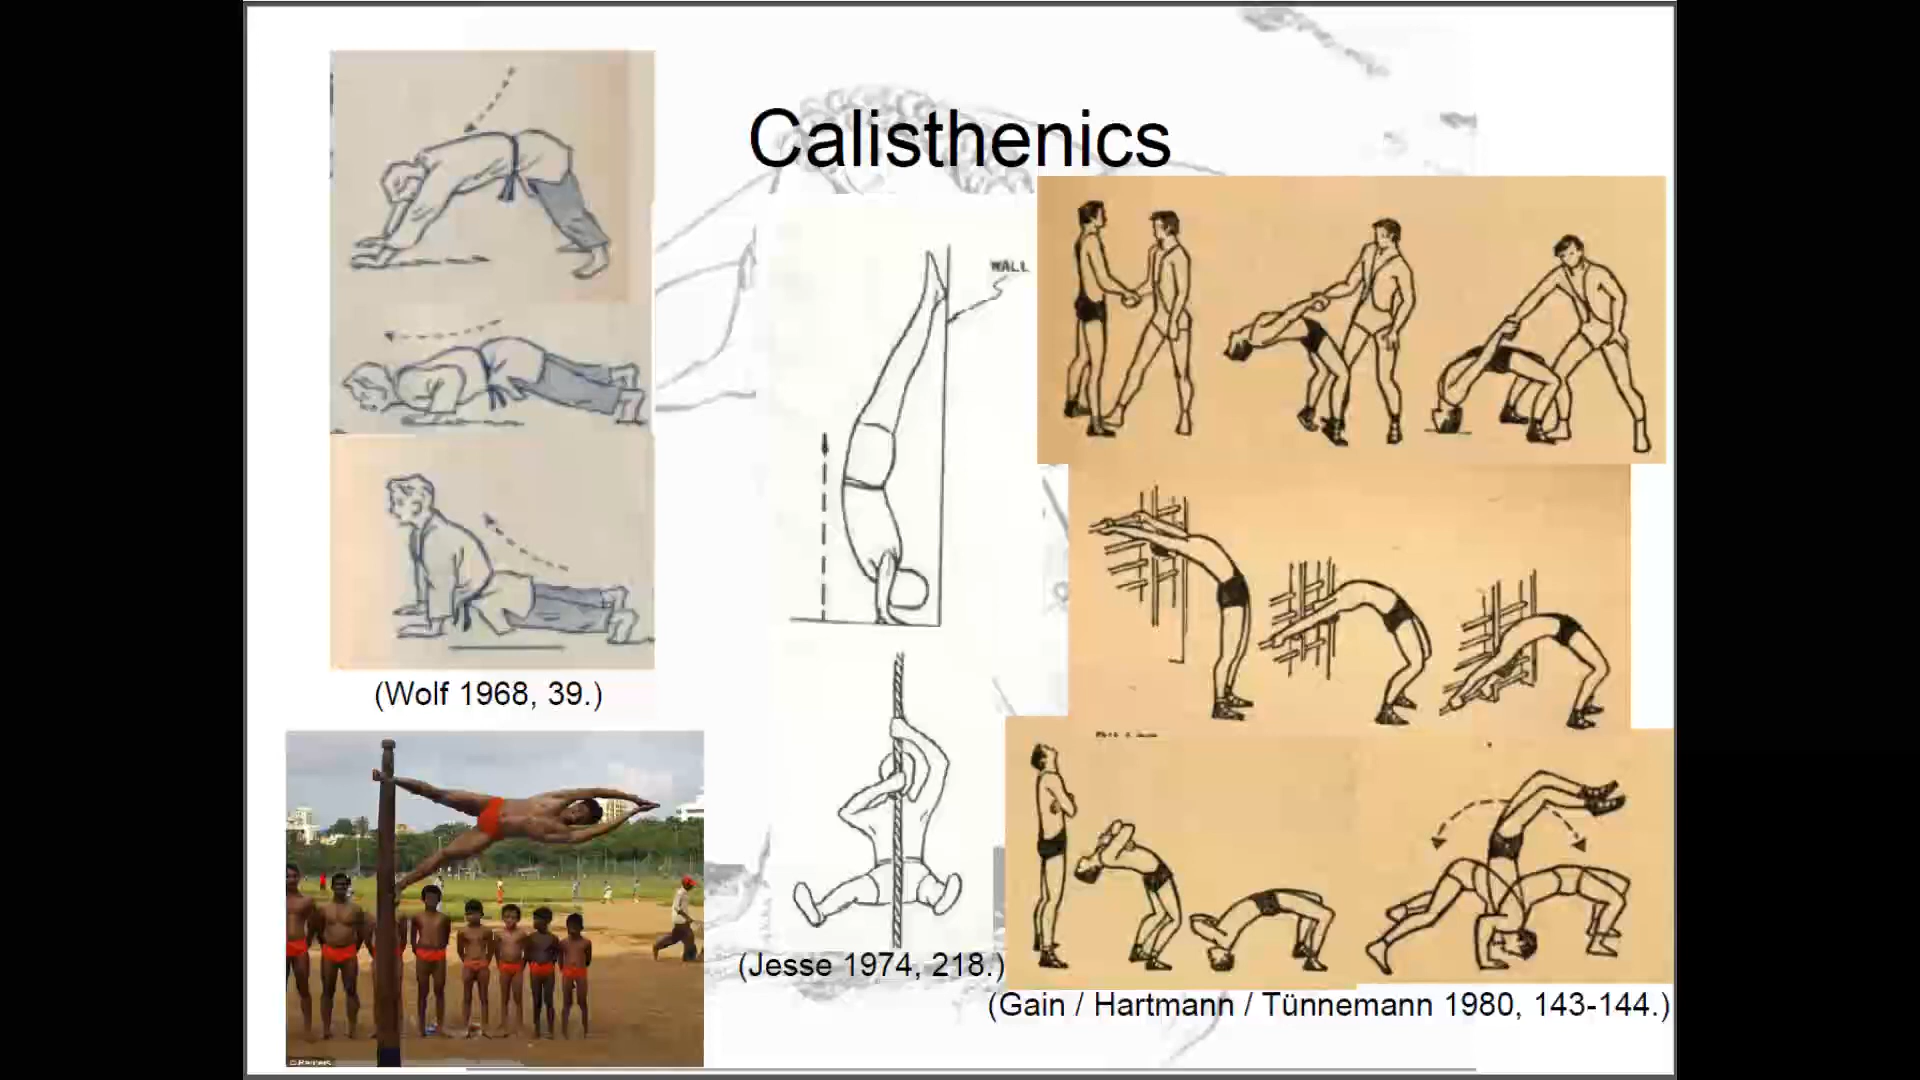 Calisthenics
WALL
(Wolf 1968, 39.)
(Jesse 1974, 218.)
(Gain / Hartmann / Tünnemann 1980, 143-144.)